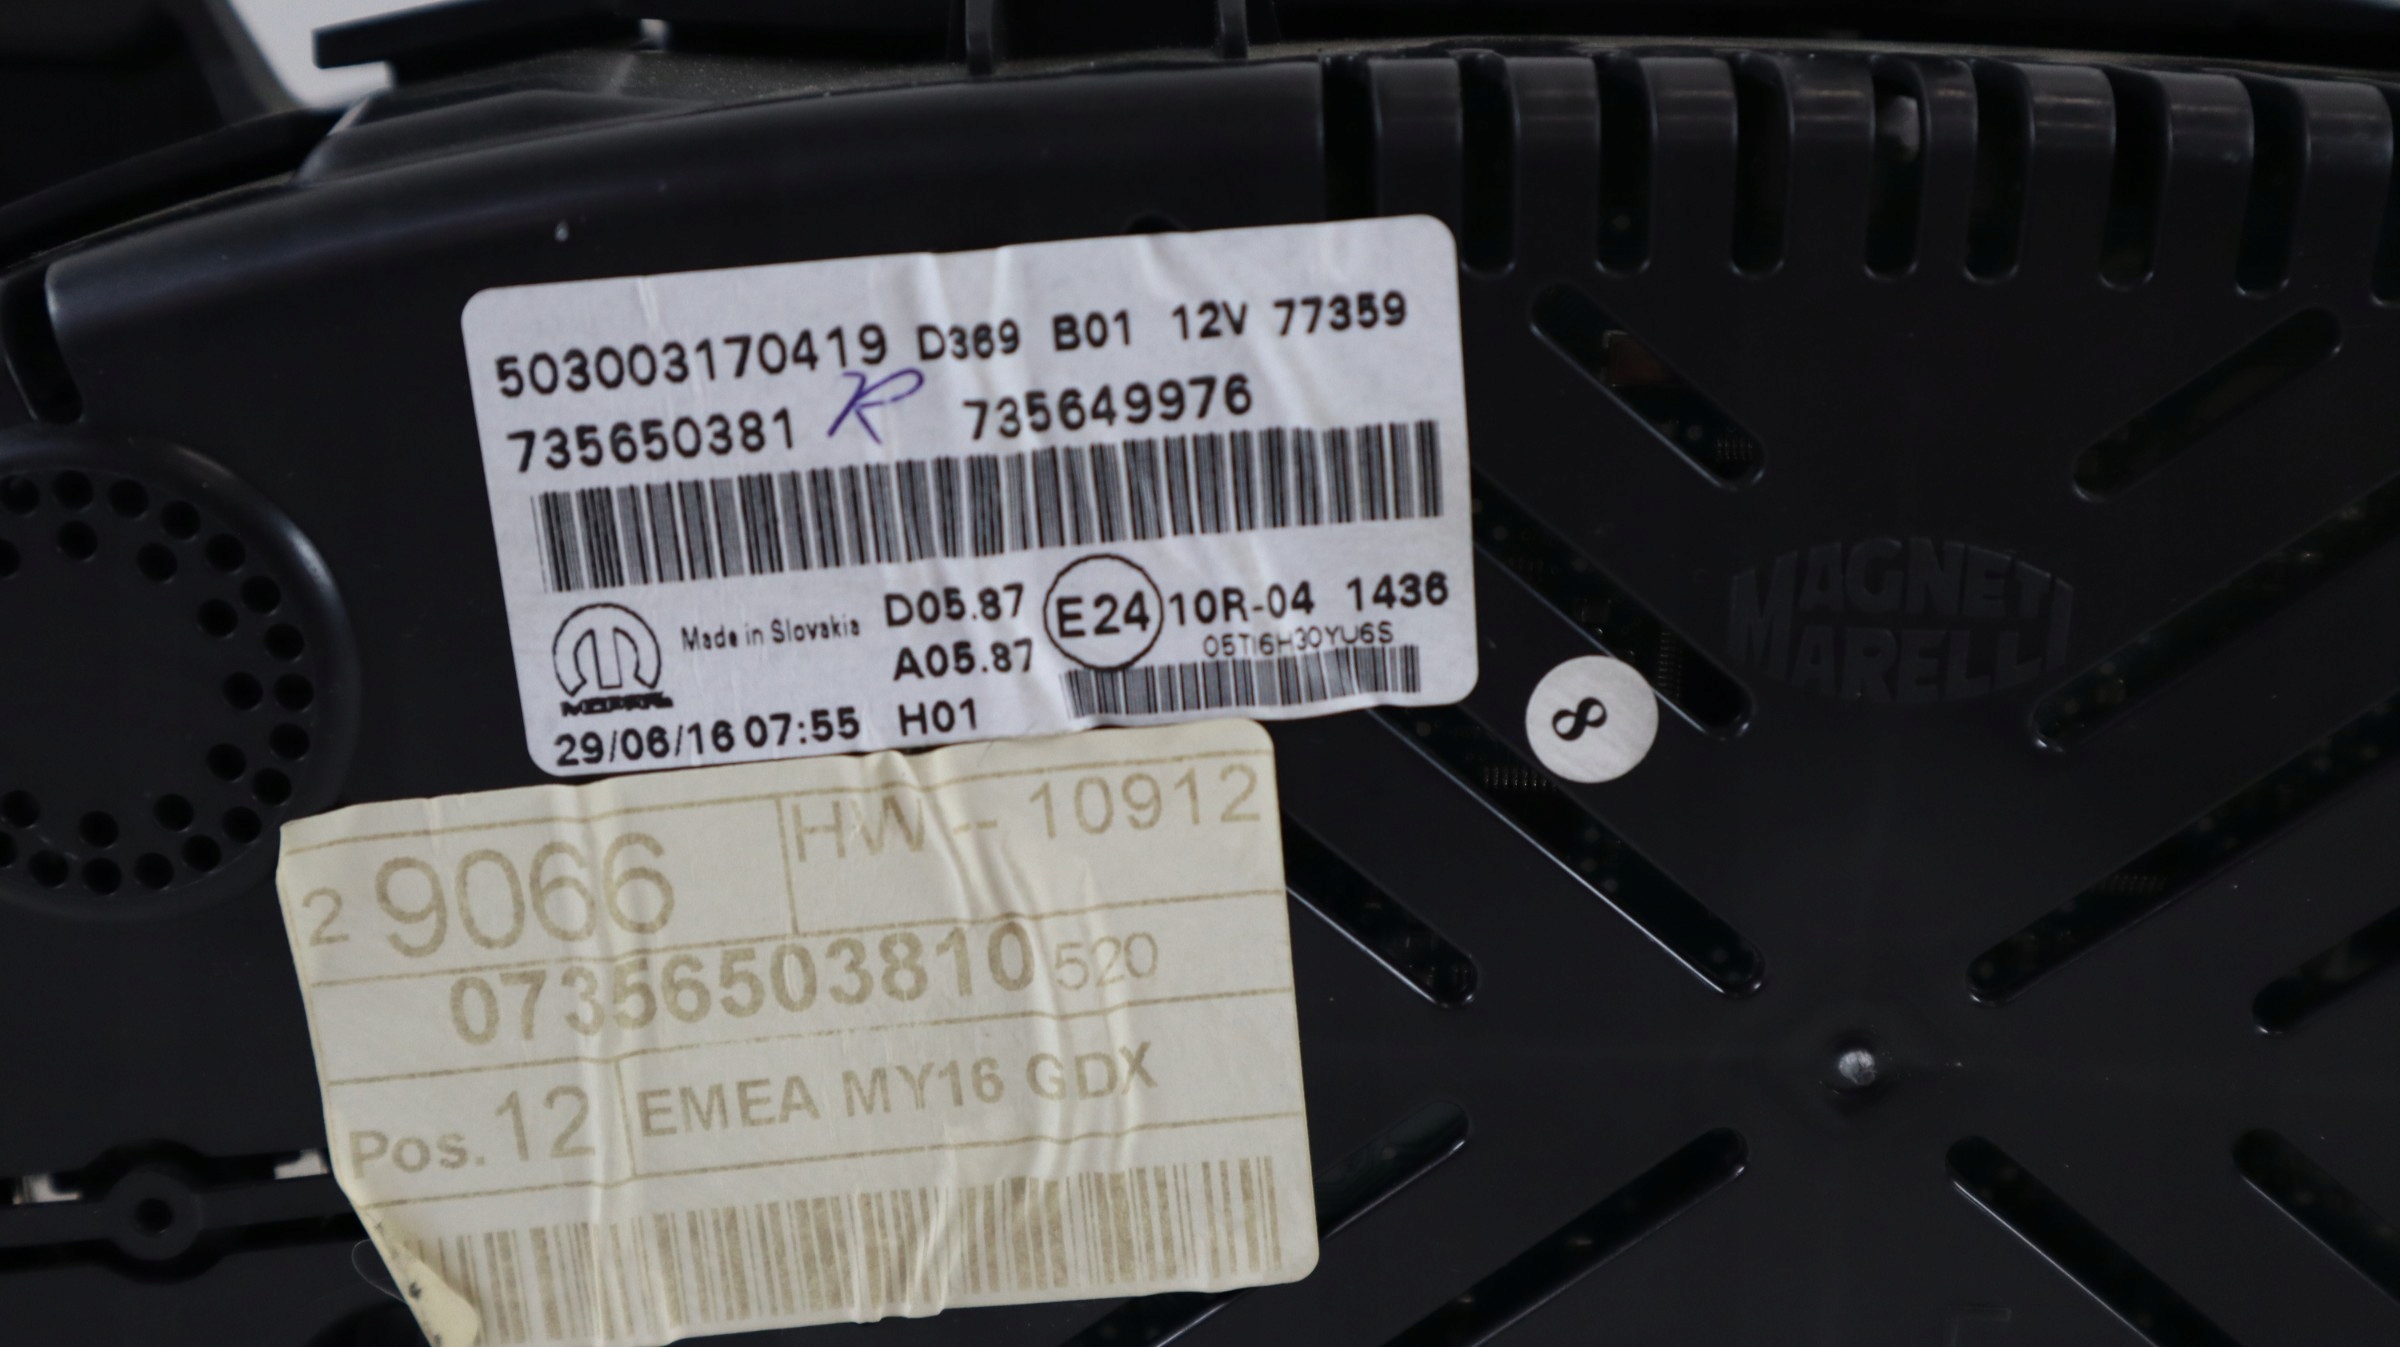 503003170419 D369 B01 12V 77359
735650381 R 735649976
Made in Slovakia D05.87 E24 10R-04 1436
A05.87 05TI6H30YU6S
MOPAR
29/06/16 07:55 H01
MAGNETI
MARELLI
8
2 9066 HW - 10912
07356503810 520
Pos. 12 EMEA MY16 GDX